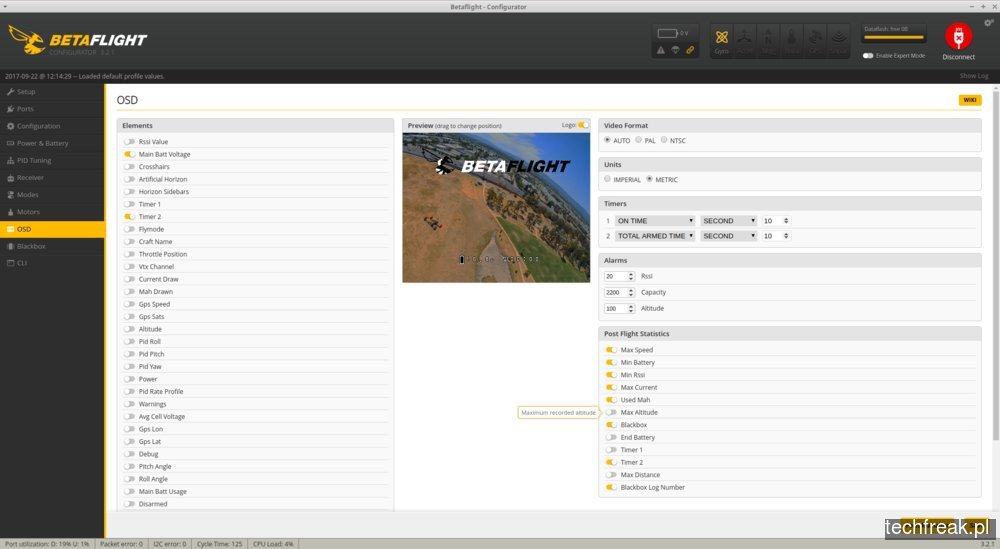 Betaflight - Configurator
BETAFLIGHT
CONFIGURATOR 3.2.1
0 V
Gyro
Dataflash: free 0B
Enable Expert Mode
Disconnect
2017-09-22 @ 12:14:29 -- Loaded default profile values.
Show Log
Setup
Ports
Configuration
Power & Battery
PID Tuning
Receiver
Modes
Motors
OSD
Blackbox
CLI
OSD
WIKI
Elements
Rssi Value
Main Batt Voltage
Crosshairs
Artificial Horizon
Horizon Sidebars
Timer 1
Timer 2
Flymode
Craft Name
Throttle Position
Vtx Channel
Current Draw
Mah Drawn
Gps Speed
Gps Sats
Altitude
Pid Roll
Pid Pitch
Pid Yaw
Power
Pid Rate Profile
Warnings
Avg Cell Voltage
Gps Lon
Gps Lat
Debug
Pitch Angle
Roll Angle
Main Batt Usage
Disarmed
Preview (drag to change position)
Logo:
BETAFLIGHT
Video Format
AUTO PAL NTSC
Units
IMPERIAL METRIC
Timers
1 ON TIME SECOND 10
2 TOTAL ARMED TIME SECOND 10
Alarms
20 Rssi
2200 Capacity
100 Altitude
Post Flight Statistics
Max Speed
Min Battery
Min Rssi
Max Current
Used Mah
Maximum recorded altitude
Max Altitude
Blackbox
End Battery
Timer 1
Timer 2
Max Distance
Blackbox Log Number
techfreak.pl
Port utilization: D: 19% U: 1%
Packet error: 0
I2C error: 0
Cycle Time: 125
CPU Load: 4%
3.2.1